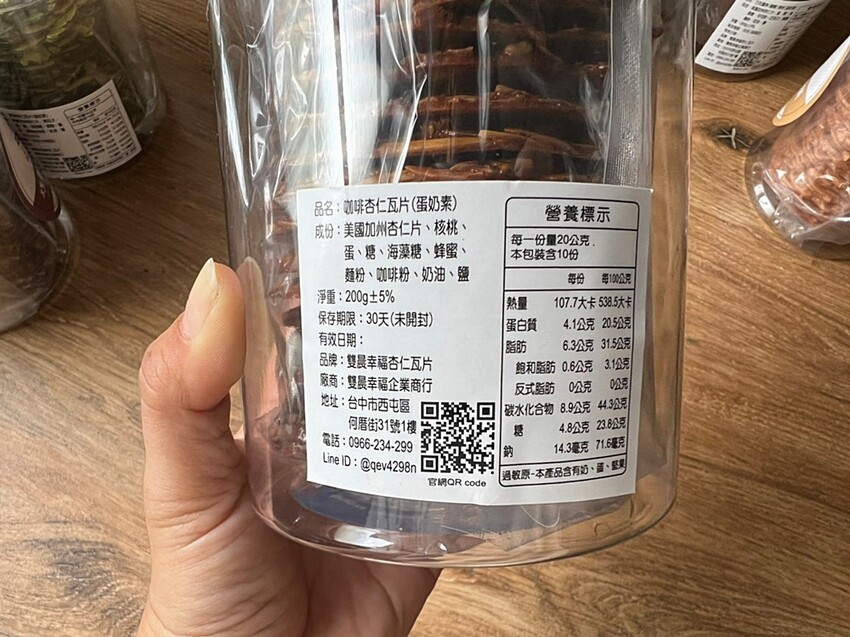 品名：咖啡杏仁瓦片(蛋奶素)
成份：美國加州杏仁片、核桃、
蛋、糖、海藻糖、蜂蜜、
麵粉、咖啡粉、奶油、鹽
淨重：200g±5%
保存期限：30天(未開封)
有效日期：
品牌：雙晨幸福杏仁瓦片
廠商：雙晨幸福企業商行
地址：台中市西屯區
何厝街31號1樓
電話：0966-234-299
Line ID：@qev4298n
官網QR code
營養標示
每一份量20公克
本包裝含10份
每份 每100公克
熱量 107.7大卡 538.5大卡
蛋白質 4.1公克 20.5公克
脂肪 6.3公克 31.5公克
飽和脂肪 0.6公克 3.1公克
反式脂肪 0公克 0公克
碳水化合物 8.9公克 44.3公克
糖 4.8公克 23.8公克
鈉 14.3毫克 71.6毫克
過敏原-本產品含有奶、蛋、堅果